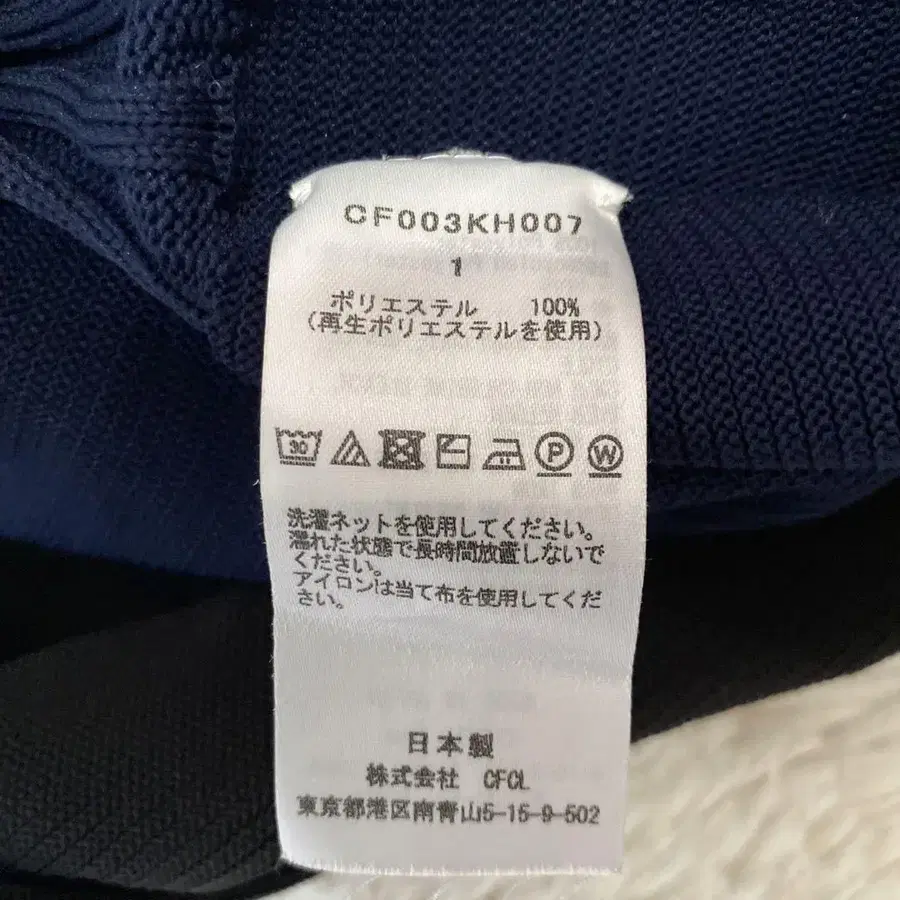 CF003KH007
1
ポリエステル 100%
(再生ポリエステルを使用)
30 P W
洗濯ネットを使用してください。
濡れた状態で長時間放置しないで
ください。
アイロンは当て布を使用してくだ
さい。
日本製
株式会社 CFCL
東京都港区南青山5-15-9-502